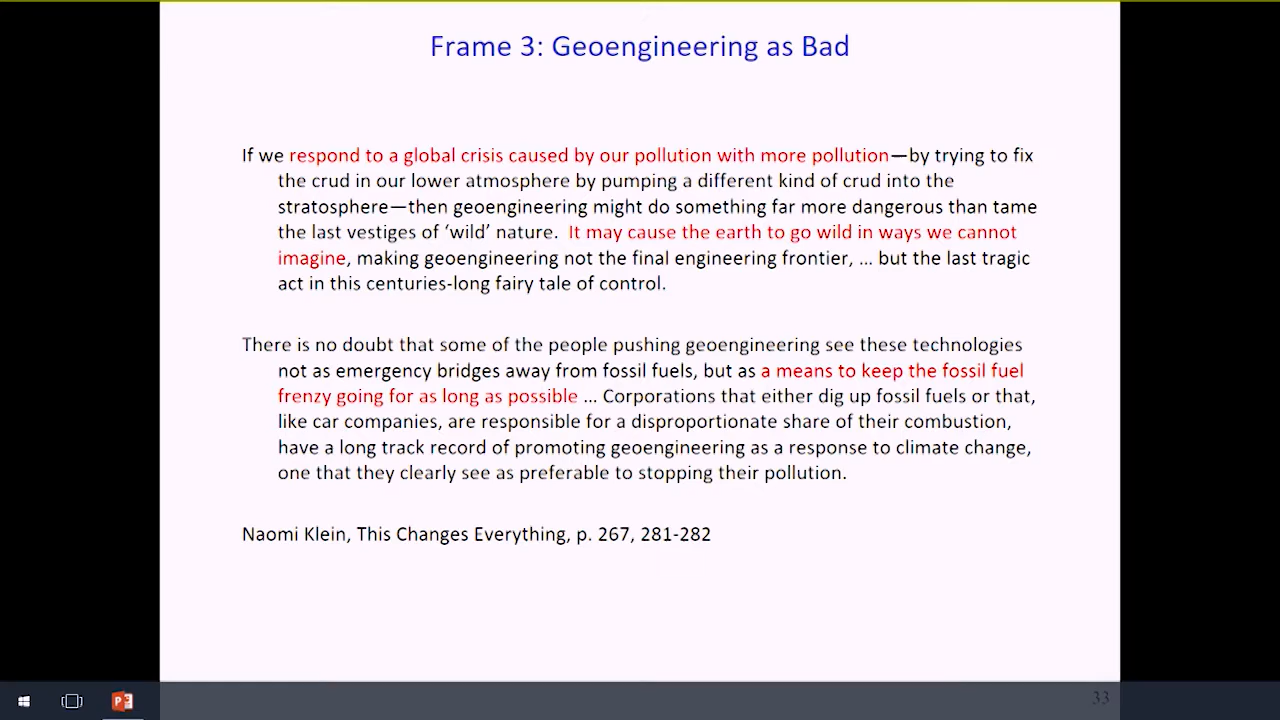 Frame 3: Geoengineering as Bad
If we respond to a global crisis caused by our pollution with more pollution—by trying to fix
the crud in our lower atmosphere by pumping a different kind of crud into the
stratosphere—then geoengineering might do something far more dangerous than tame
the last vestiges of ‘wild’ nature.  It may cause the earth to go wild in ways we cannot
imagine, making geoengineering not the final engineering frontier, … but the last tragic
act in this centuries-long fairy tale of control.
There is no doubt that some of the people pushing geoengineering see these technologies
not as emergency bridges away from fossil fuels, but as a means to keep the fossil fuel
frenzy going for as long as possible … Corporations that either dig up fossil fuels or that,
like car companies, are responsible for a disproportionate share of their combustion,
have a long track record of promoting geoengineering as a response to climate change,
one that they clearly see as preferable to stopping their pollution.
Naomi Klein, This Changes Everything, p. 267, 281-282
33